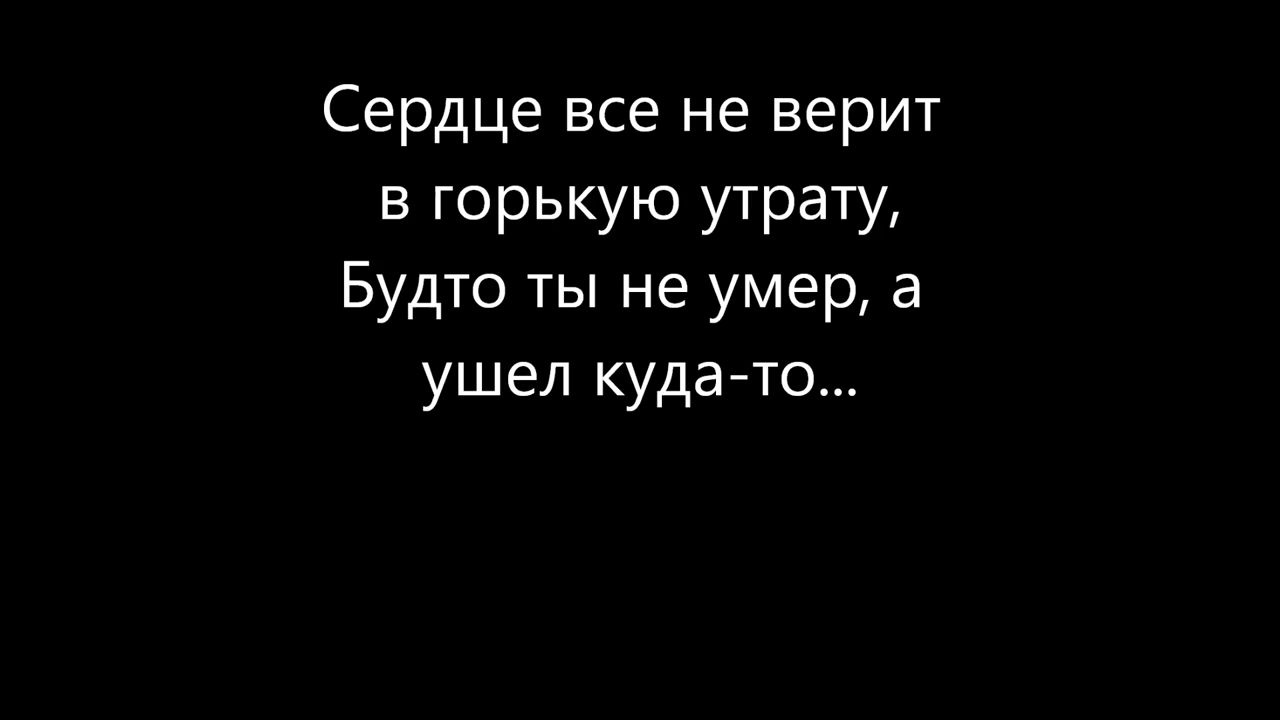 Сердце все не верит
в горькую утрату,
Будто ты не умер, а
ушел куда-то...